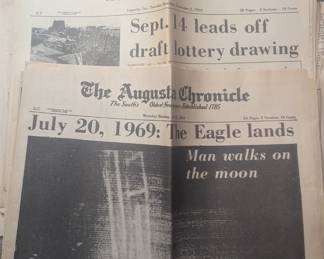 Sept. 14 leads off
draft lottery drawing
The Augusta Chronicle
The South's Oldest Newspaper Established 1785
July 20, 1969: The Eagle lands
Man walks on
the moon